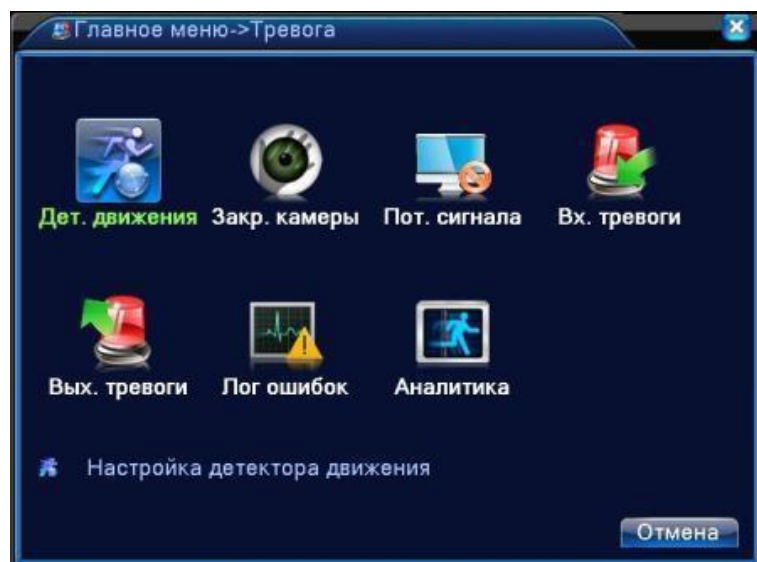 Главное меню->Тревога
Дет. движения Закр. камеры Пот. сигнала Вх. тревоги
Вых. тревоги Лог ошибок Аналитика
Настройка детектора движения
Отмена